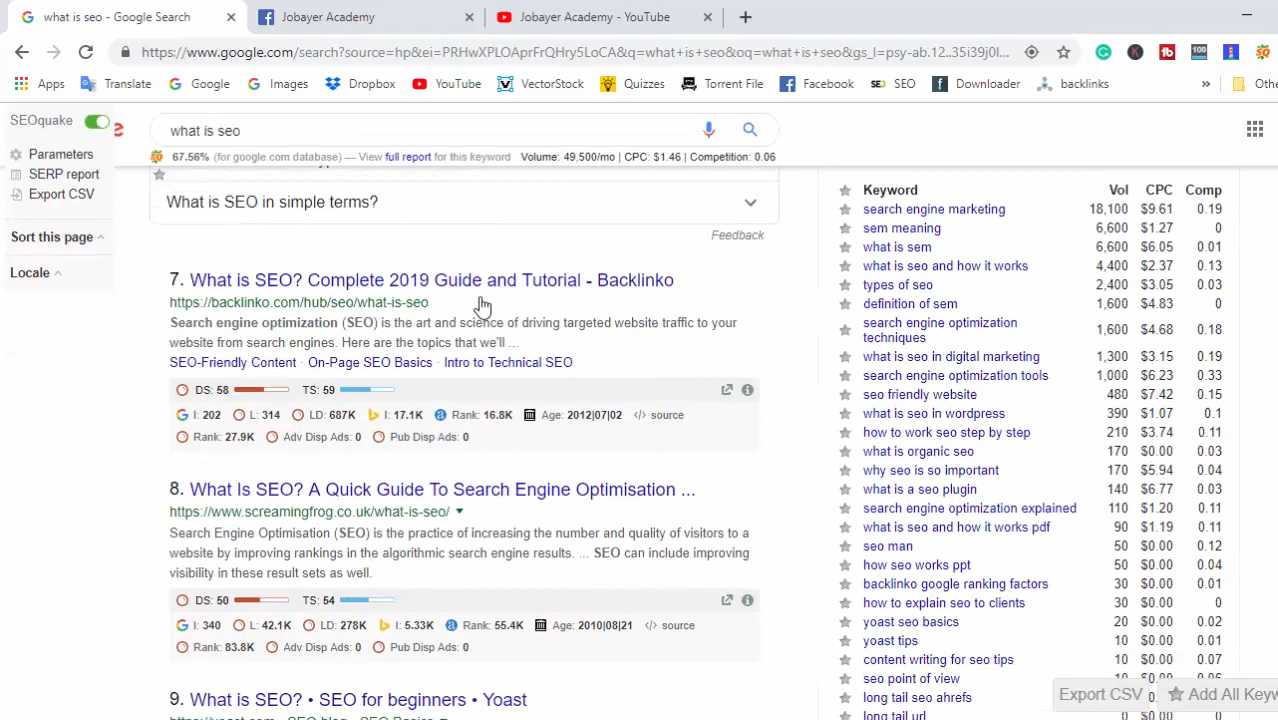 what is seo - Google Search
Jobayer Academy
Jobayer Academy - YouTube
https://www.google.com/search?source=hp&ei=PRHwXPLOAprFrQHry5LoCA&q=what+is+seo&oq=what+is+seo&gs_l=psy-ab.12..35i39j0l...
Apps Translate Google Images Dropbox YouTube VectorStock Quizzes Torrent File Facebook SEO Downloader backlinks » Othe
SEOquake
what is seo
67.56% (for google.com database) — View full report for this keyword Volume: 49,500/mo | CPC: $1.46 | Competition: 0.06
Parameters
SERP report
Export CSV
Sort this page
Locale
What is SEO in simple terms?
Feedback
7. What is SEO? Complete 2019 Guide and Tutorial - Backlinko
https://backlinko.com/hub/seo/what-is-seo
Search engine optimization (SEO) is the art and science of driving targeted website traffic to your
website from search engines. Here are the topics that we'll ...
SEO-Friendly Content · On-Page SEO Basics · Intro to Technical SEO
DS: 58 TS: 59
I: 202 L: 314 LD: 687K I: 17.1K Rank: 16.8K Age: 2012|07|02 </> source
Rank: 27.9K Adv Disp Ads: 0 Pub Disp Ads: 0
8. What Is SEO? A Quick Guide To Search Engine Optimisation ...
https://www.screamingfrog.co.uk/what-is-seo/
Search Engine Optimisation (SEO) is the practice of increasing the number and quality of visitors to a
website by improving rankings in the algorithmic search engine results. ... SEO can include improving
visibility in these result sets as well.
DS: 50 TS: 54
I: 340 L: 42.1K LD: 278K I: 5.33K Rank: 55.4K Age: 2010|08|21 </> source
Rank: 83.8K Adv Disp Ads: 0 Pub Disp Ads: 0
9. What is SEO? • SEO for beginners • Yoast
Keyword Vol CPC Comp
search engine marketing 18,100 $9.61 0.19
sem meaning 6,600 $1.27 0
what is sem 6,600 $6.05 0.01
what is seo and how it works 4,400 $2.37 0.13
types of seo 2,400 $3.80 0.08
definition of sem 1,600 $4.83 0
search engine optimization
techniques 1,600 $4.68 0.18
what is seo in digital marketing 1,300 $3.15 0.19
search engine optimization tools 1,000 $6.23 0.33
seo friendly website 480 $7.42 0.15
what is seo in wordpress 390 $1.07 0.1
how to work seo step by step 210 $3.74 0.11
what is organic seo 170 $0.00 0.03
why seo is so important 170 $5.94 0.04
what is a seo plugin 140 $6.77 0.03
search engine optimization explained 110 $1.20 0.11
what is seo and how it works pdf 90 $1.19 0.11
seo man 50 $0.00 0.12
how seo works ppt 50 $0.00 0.04
backlinko google ranking factors 30 $0.00 0.01
how to explain seo to clients 30 $0.00 0
yoast seo basics 20 $0.00 0.02
yoast tips 10 $0.00 0.01
content writing for seo tips 10 $0.00 0.07
seo point of view 10 $0.00
long tail seo ahrefs
long tail url
Export CSV Add All Keyw